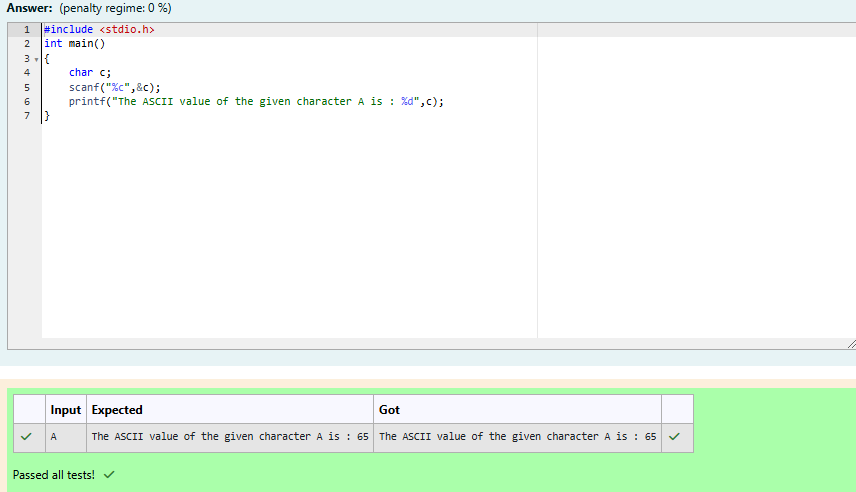 Answer: (penalty regime: 0 %)
1 #include <stdio.h>
2 int main()
3 {
4     char c;
5     scanf("%c",&c);
6     printf("The ASCII value of the given character A is : %d",c);
7 }
Input Expected Got
A The ASCII value of the given character A is : 65 The ASCII value of the given character A is : 65
Passed all tests!